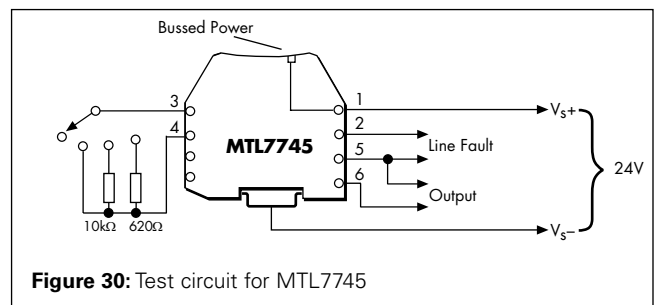 Bussed Power
3
4
MTL7745
1
2
5
6
Vs+
Line Fault
Output
24V
Vs–
10kΩ 620Ω
Figure 30: Test circuit for MTL7745